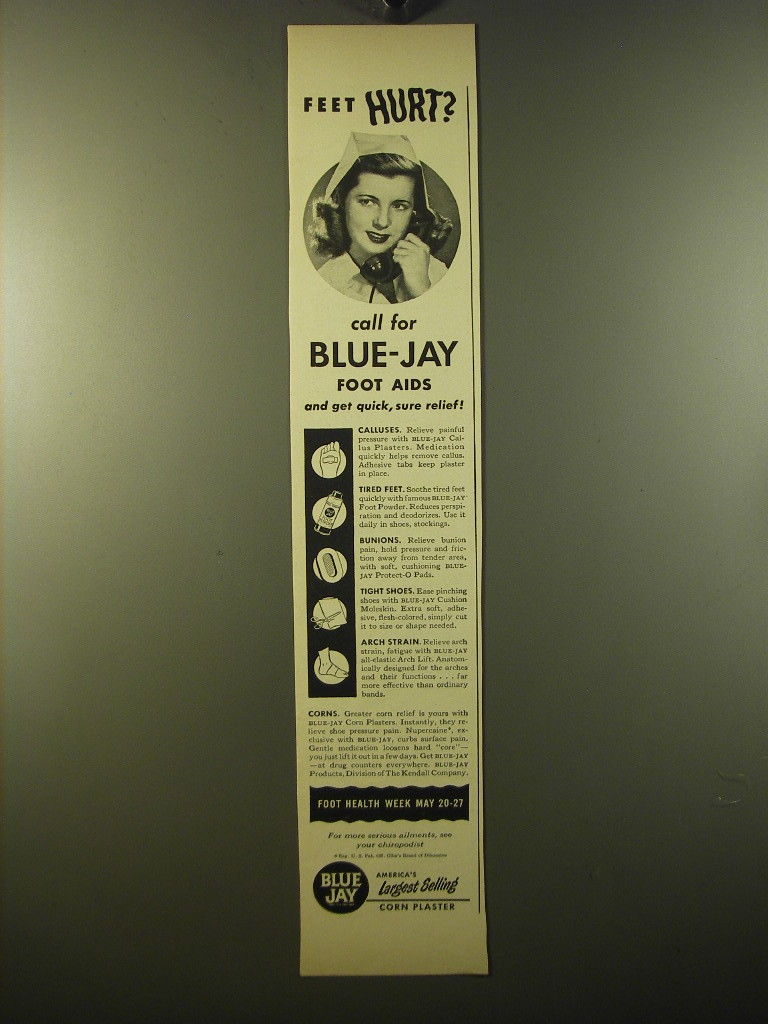 FEET HURT?
call for
BLUE-JAY
FOOT AIDS
and get quick, sure relief!
CALLUSES. Relieve painful
pressure with BLUE-JAY Cal-
lus Plasters. Medication
quickly helps remove callus.
Adhesive tabs keep plaster
in place.
TIRED FEET. Soothe tired feet
quickly with famous BLUE-JAY
Foot Powder. Reduces perspi-
ration and deodorizes. Use it
daily in shoes, stockings.
BUNIONS. Relieve bunion
pain, hold pressure and fric-
tion away from tender area,
with soft, cushioning BLUE-
JAY Protect-O Pads.
TIGHT SHOES. Ease pinching
shoes with BLUE-JAY Cushion
Moleskin. Extra soft, adhe-
sive, flesh-colored, simply cut
it to size or shape needed.
ARCH STRAIN. Relieve arch
strain, fatigue with BLUE-JAY
all-elastic Arch Lift. Anatom-
ically designed for the arches
and their functions . . . far
more effective than ordinary
bands.
CORNS. Greater corn relief is yours with
BLUE-JAY Corn Plasters. Instantly, they re-
lieve shoe pressure pain. Nupercaine*, ex-
clusive with BLUE-JAY, curbs surface pain.
Gentle medication loosens hard "core"—
you just lift it out in a few days. Get BLUE-JAY
—at drug counters everywhere. BLUE-JAY
Products, Division of The Kendall Company.
FOOT HEALTH WEEK MAY 20-27
For more serious ailments, see
your chiropodist
* Reg. U. S. Pat. Off. Ciba's Brand of Dibucaine
BLUE
JAY
AMERICA'S
Largest Selling
CORN PLASTER